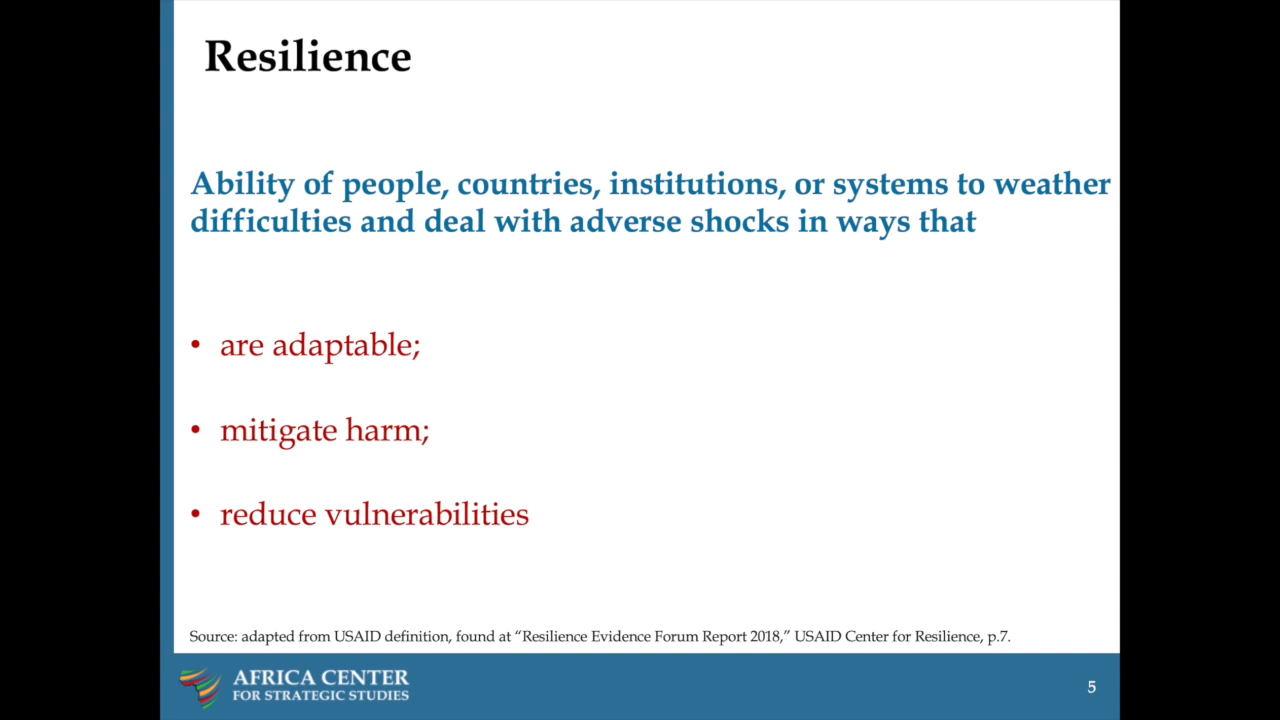 Resilience
Ability of people, countries, institutions, or systems to weather
difficulties and deal with adverse shocks in ways that
• are adaptable;
• mitigate harm;
• reduce vulnerabilities
Source: adapted from USAID definition, found at “Resilience Evidence Forum Report 2018,” USAID Center for Resilience, p.7.
AFRICA CENTER
FOR STRATEGIC STUDIES
5